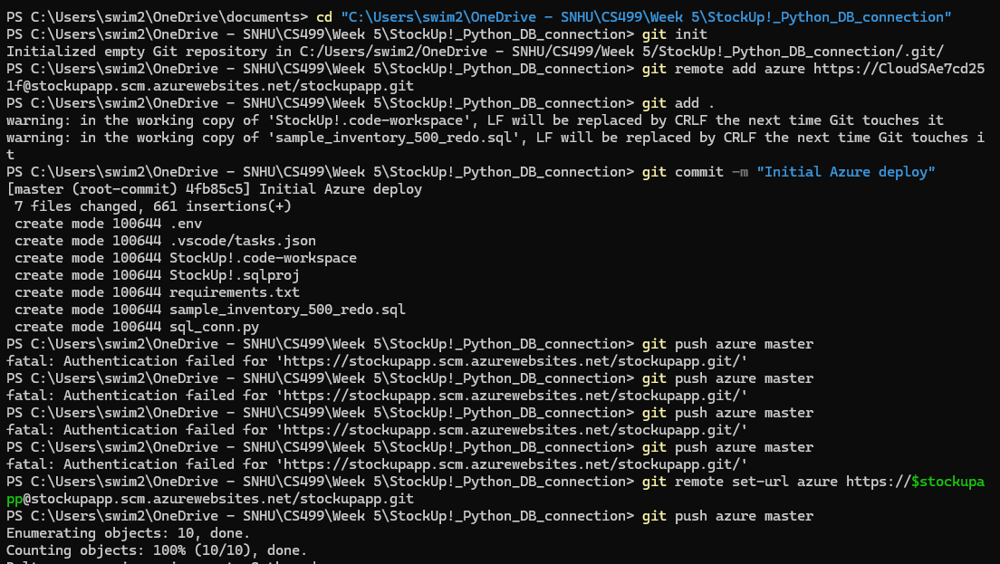 PS C:\Users\swim2\OneDrive\documents> cd "C:\Users\swim2\OneDrive - SNHU\CS499\Week 5\StockUp!_Python_DB_connection"
PS C:\Users\swim2\OneDrive - SNHU\CS499\Week 5\StockUp!_Python_DB_connection> git init
Initialized empty Git repository in C:/Users/swim2/OneDrive - SNHU/CS499/Week 5/StockUp!_Python_DB_connection/.git/
PS C:\Users\swim2\OneDrive - SNHU\CS499\Week 5\StockUp!_Python_DB_connection> git remote add azure https://CloudSAe7cd25
1f@stockupapp.scm.azurewebsites.net/stockupapp.git
PS C:\Users\swim2\OneDrive - SNHU\CS499\Week 5\StockUp!_Python_DB_connection> git add .
warning: in the working copy of 'StockUp!.code-workspace', LF will be replaced by CRLF the next time Git touches it
warning: in the working copy of 'sample_inventory_500_redo.sql', LF will be replaced by CRLF the next time Git touches i
t
PS C:\Users\swim2\OneDrive - SNHU\CS499\Week 5\StockUp!_Python_DB_connection> git commit -m "Initial Azure deploy"
[master (root-commit) 4fb85c5] Initial Azure deploy
 7 files changed, 661 insertions(+)
 create mode 100644 .env
 create mode 100644 .vscode/tasks.json
 create mode 100644 StockUp!.code-workspace
 create mode 100644 StockUp!.sqlproj
 create mode 100644 requirements.txt
 create mode 100644 sample_inventory_500_redo.sql
 create mode 100644 sql_conn.py
PS C:\Users\swim2\OneDrive - SNHU\CS499\Week 5\StockUp!_Python_DB_connection> git push azure master
fatal: Authentication failed for 'https://stockupapp.scm.azurewebsites.net/stockupapp.git/'
PS C:\Users\swim2\OneDrive - SNHU\CS499\Week 5\StockUp!_Python_DB_connection> git push azure master
fatal: Authentication failed for 'https://stockupapp.scm.azurewebsites.net/stockupapp.git/'
PS C:\Users\swim2\OneDrive - SNHU\CS499\Week 5\StockUp!_Python_DB_connection> git push azure master
fatal: Authentication failed for 'https://stockupapp.scm.azurewebsites.net/stockupapp.git/'
PS C:\Users\swim2\OneDrive - SNHU\CS499\Week 5\StockUp!_Python_DB_connection> git push azure master
fatal: Authentication failed for 'https://stockupapp.scm.azurewebsites.net/stockupapp.git/'
PS C:\Users\swim2\OneDrive - SNHU\CS499\Week 5\StockUp!_Python_DB_connection> git remote set-url azure https://$stockupa
pp@stockupapp.scm.azurewebsites.net/stockupapp.git
PS C:\Users\swim2\OneDrive - SNHU\CS499\Week 5\StockUp!_Python_DB_connection> git push azure master
Enumerating objects: 10, done.
Counting objects: 100% (10/10), done.